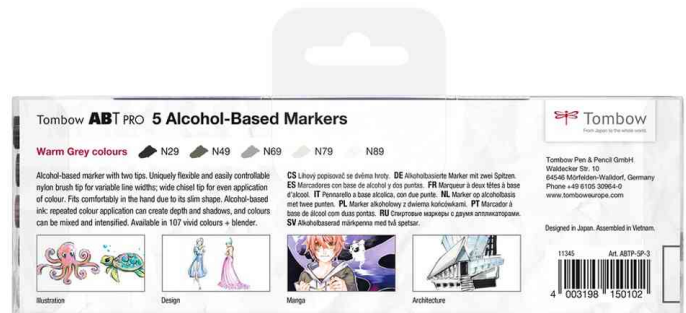 Tombow ABT PRO 5 Alcohol-Based Markers
Warm Grey colours N29 N49 N69 N79 N89
Alcohol-based marker with two tips. Uniquely flexible and easily controllable
nylon brush tip for variable line widths; wide chisel tip for even application
of colour. Fits comfortably in the hand due to its slim shape. Alcohol-based
ink: repeated colour application can create depth and shadows, and colours
can be mixed and intensified. Available in 107 vivid colours + blender.
CS Lihový popisovač se dvěma hroty. DE Alkoholbasierte Marker mit zwei Spitzen.
ES Marcadores con base de alcohol y dos puntas. FR Marqueur à deux têtes à base
d'alcool. IT Pennarello a base alcolica, con due punte. NL Marker op alcoholbasis
met twee punten. PL Marker alkoholowy z dwiema końcówkami. PT Marcador à
base de álcool com duas pontas. RU Спиртовые маркеры с двумя аппликаторами.
SV Alkoholbaserad märkpenna med två spetsar.
Illustration
Design
Manga
Architecture
Tombow
From Japan to the whole world
Tombow Pen & Pencil GmbH
Waldecker Str. 10
64546 Mörfelden-Walldorf, Germany
Phone +49 6105 30964-0
www.tomboweurope.com
Designed in Japan. Assembled in Vietnam.
11345 Art. ABTP-5P-3
4 003198 150102